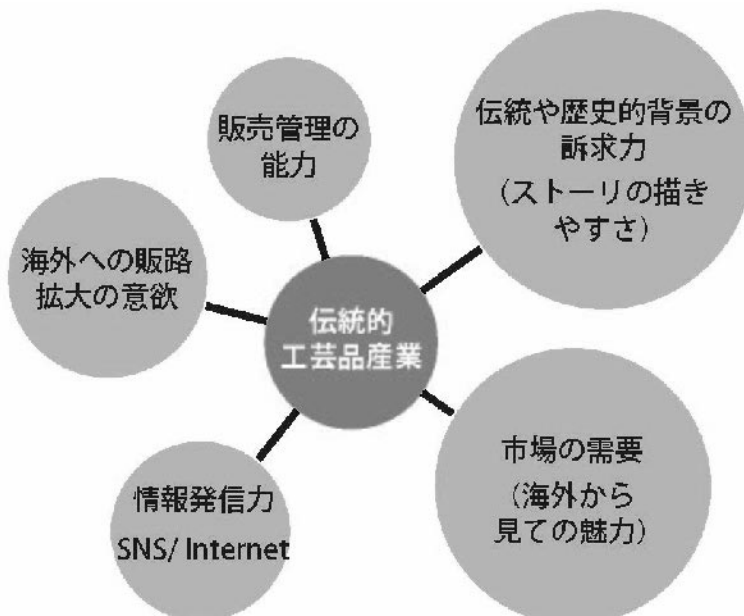 販売管理の
能力
伝統や歴史的背景の
訴求力
（ストーリの描き
やすさ）
海外への販路
拡大の意欲
伝統的
工芸品産業
市場の需要
（海外から
見ての魅力）
情報発信力
SNS/ Internet